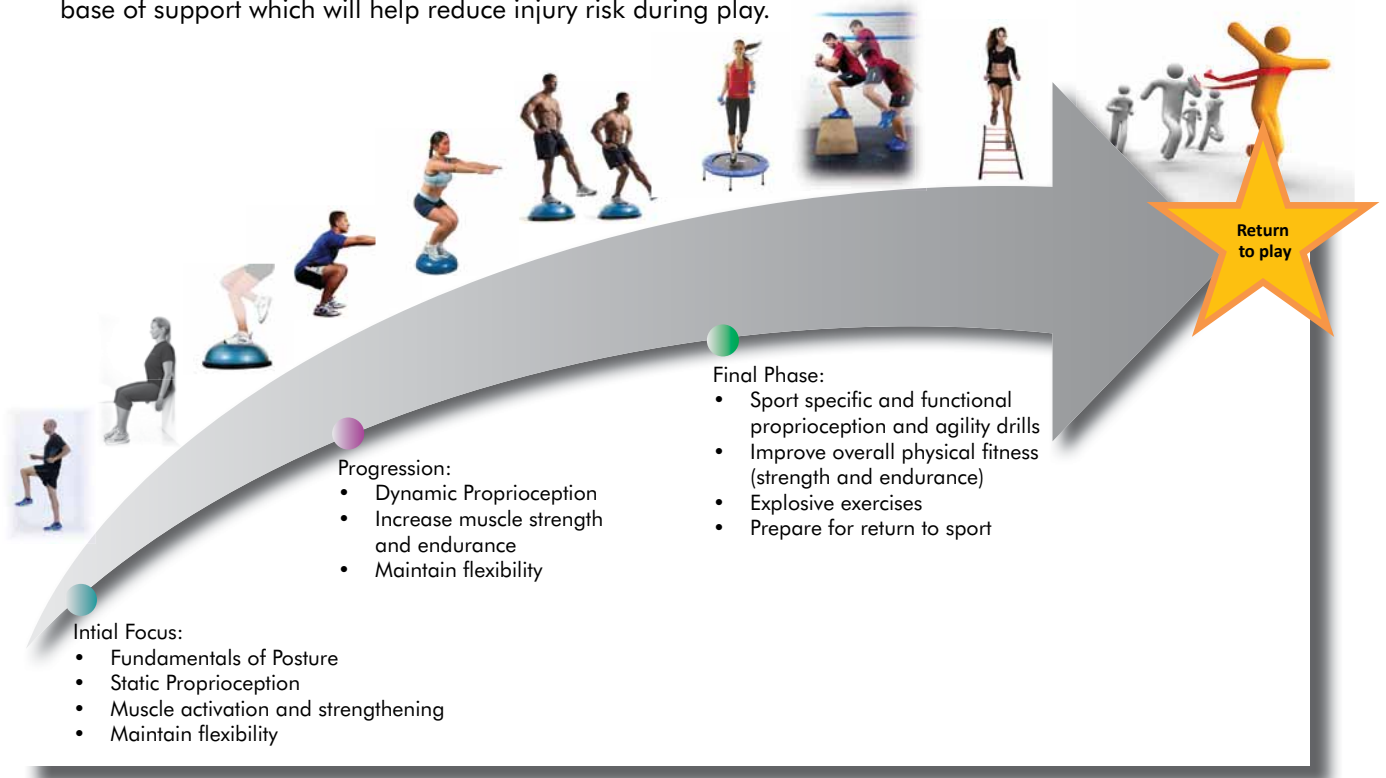 base of support which will help reduce injury risk during play.
Return
to play
Final Phase:
• Sport specific and functional
proprioception and agility drills
• Improve overall physical fitness
(strength and endurance)
• Explosive exercises
• Prepare for return to sport
Progression:
• Dynamic Proprioception
• Increase muscle strength
and endurance
• Maintain flexibility
Intial Focus:
• Fundamentals of Posture
• Static Proprioception
• Muscle activation and strengthening
• Maintain flexibility